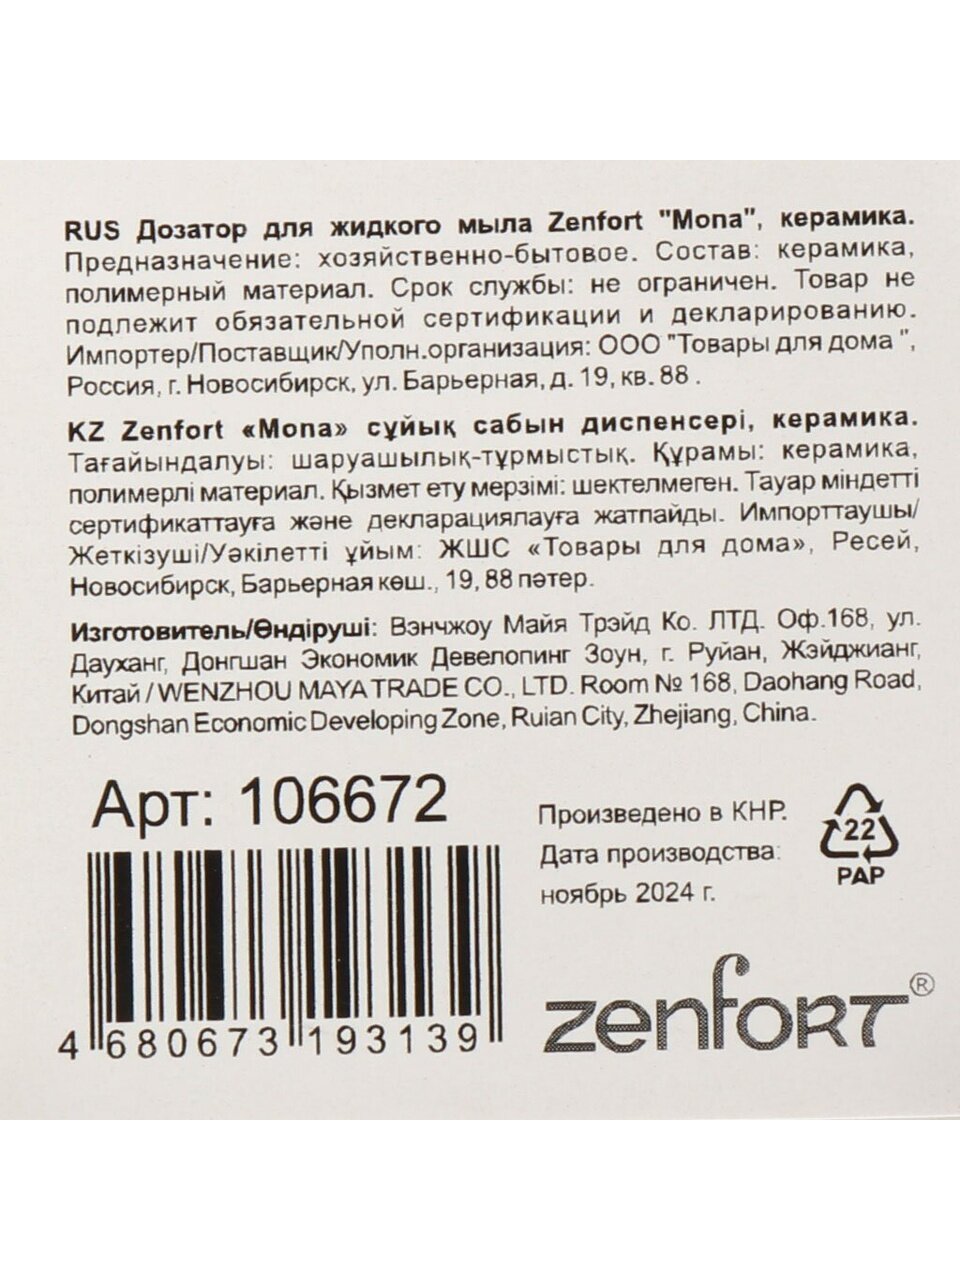 RUS Дозатор для жидкого мыла Zenfort "Mona", керамика.
Предназначение: хозяйственно-бытовое. Состав: керамика,
полимерный материал. Срок службы: не ограничен. Товар не
подлежит обязательной сертификации и декларированию.
Импортер/Поставщик/Уполн.организация: ООО "Товары для дома ",
Россия, г. Новосибирск, ул. Барьерная, д. 19, кв. 88 .
KZ Zenfort «Mona» сұйық сабын диспенсері, керамика.
Тағайындалуы: шаруашылық-тұрмыстық. Құрамы: керамика,
полимерлі материал. Қызмет ету мерзімі: шектелмеген. Тауар міндетті
сертификаттауға және декларациялауға жатпайды. Импорттаушы/
Жеткізуші/Уәкілетті ұйым: ЖШС «Товары для дома», Ресей,
Новосибирск, Барьерная көш., 19, 88 пәтер.
Изготовитель/Өндіруші: Вэнчжоу Майя Трэйд Ко. ЛТД. Оф.168, ул.
Дауханг, Донгшан Экономик Девелопинг Зоун, г. Руйан, Жэйджианг,
Китай / WENZHOU MAYA TRADE CO., LTD. Room № 168, Daohang Road,
Dongshan Economic Developing Zone, Ruian City, Zhejiang, China.
Арт: 106672
Произведено в КНР.
Дата производства:
ноябрь 2024 г.
22
PAP
4 680673 193139
zenfort®